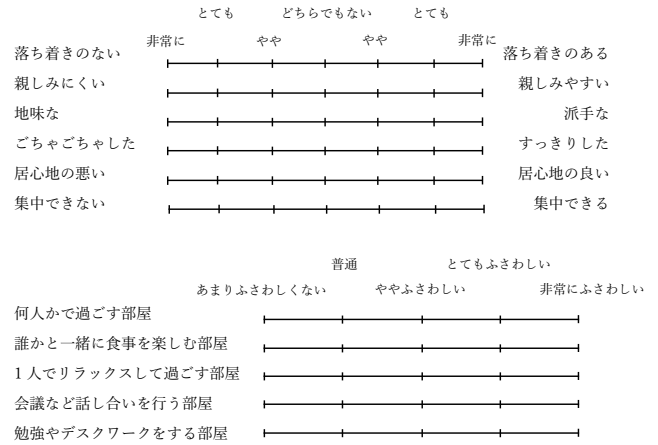 とても どちらでもない とても
非常に やや やや 非常に
落ち着きのない 落ち着きのある
親しみにくい 親しみやすい
地味な 派手な
ごちゃごちゃした すっきりした
居心地の悪い 居心地の良い
集中できない 集中できる
普通 とてもふさわしい
あまりふさわしくない ややふさわしい 非常にふさわしい
何人かで過ごす部屋
誰かと一緒に食事を楽しむ部屋
1 人でリラックスして過ごす部屋
会議など話し合いを行う部屋
勉強やデスクワークをする部屋